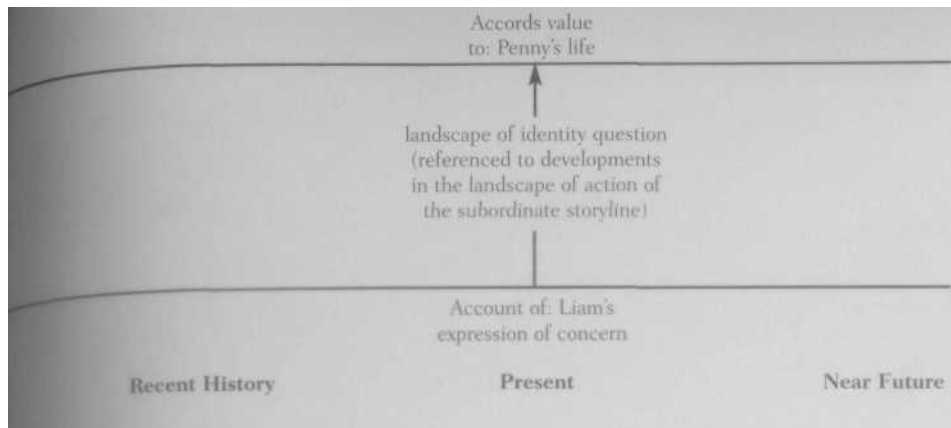 Accords value
to: Penny's life
landscape of identity question
(referenced to developments
in the landscape of action of
the subordinate storyline)
Account of: Liam's
expression of concern
Recent History Present Near Future